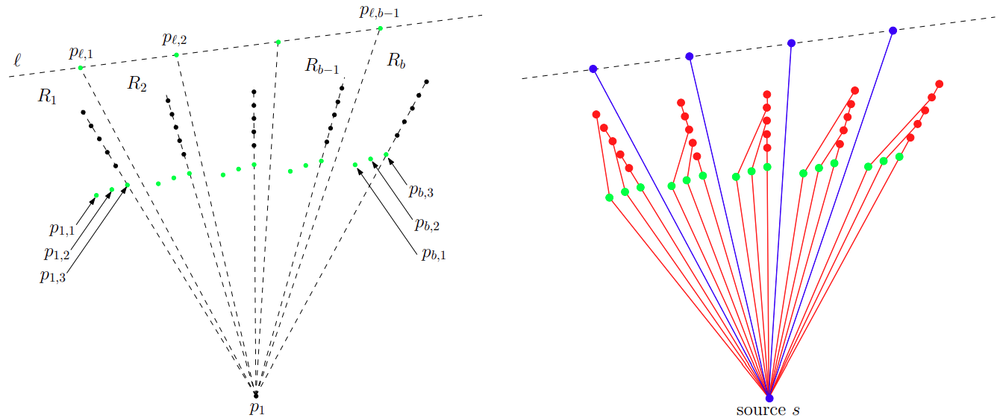 p_{ℓ,b−1}
p_{ℓ,2}
p_{ℓ,1}
ℓ
R_{b−1}
R_b
R_2
R_1
p_{b,3}
p_{b,2}
p_{1,1}
p_{1,2}
p_{b,1}
p_{1,3}
p_1
source s